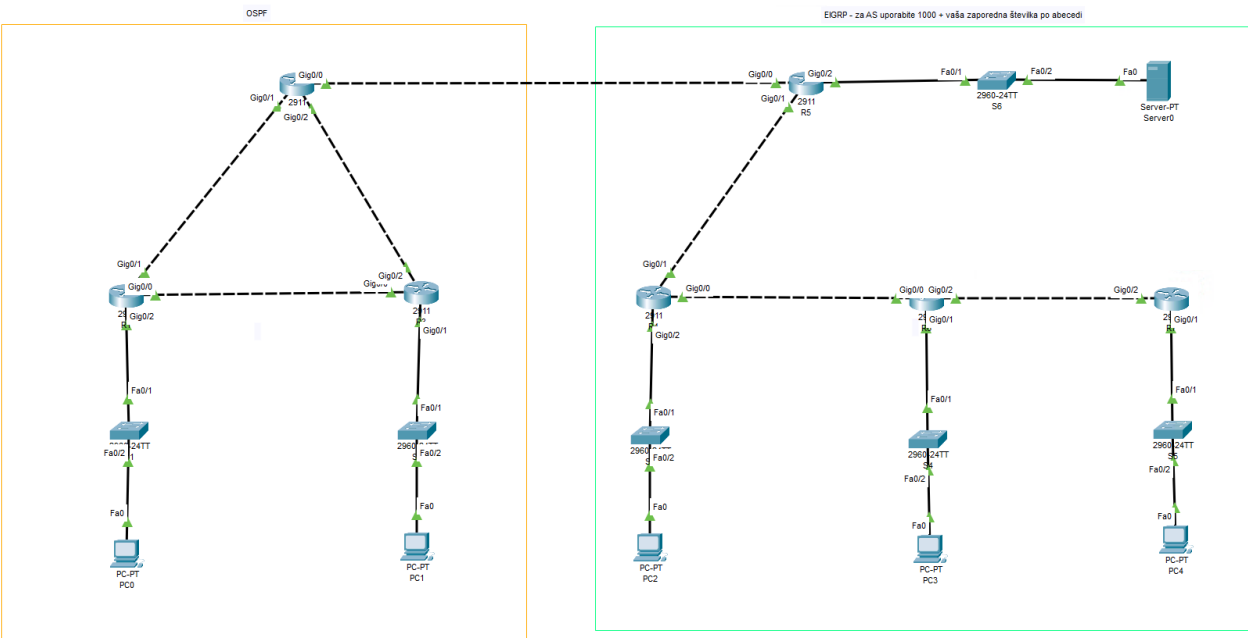 OSPF
EIGRP - za AS uporabite 1000 + vaša zaporedna številka po abecedi
Gig0/0
Gig0/1
2911
Gig0/2
Gig0/0
Gig0/2
Gig0/1
2911
R5
Fa0/1
Fa0/2
2960-24TT
S6
Fa0
Server-PT
Server0
Gig0/1
Gig0/0
Gig0/2
Gig0/2
2911
Gig0/1
Gig0/1
Gig0/0
2911
Gig0/2
Gig0/0
Gig0/2
Gig0/1
Gig0/2
Gig0/1
Fa0/1
Fa0/2
Fa0
PC-PT
PC0
Fa0/1
Fa0/2
Fa0
PC-PT
PC1
Fa0/1
2960-24TT
Fa0/2
Fa0
PC-PT
PC2
Fa0/1
2960-24TT
S4
Fa0/2
Fa0
PC-PT
PC3
Fa0/1
2960-24TT
S5
Fa0/2
Fa0
PC-PT
PC4